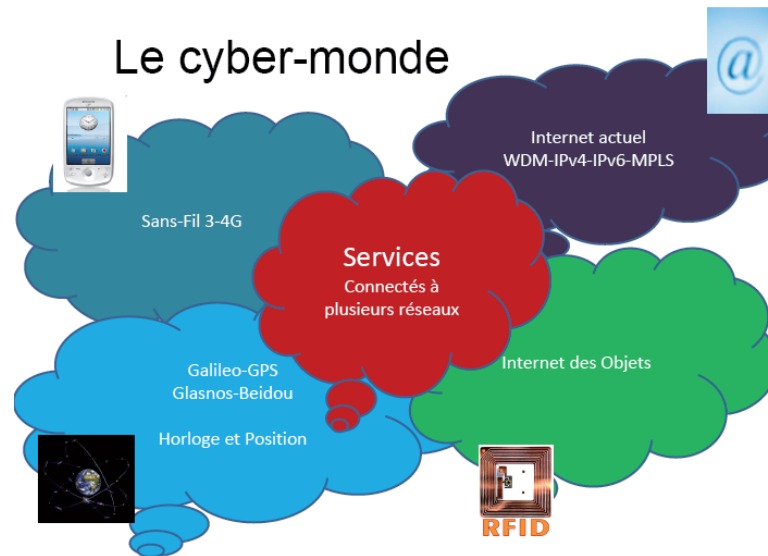 Le cyber-monde
@
Internet actuel
WDM-IPv4-IPv6-MPLS
Sans-Fil 3-4G
Services
Connectés à
plusieurs réseaux
Galileo-GPS
Glasnos-Beidou
Horloge et Position
Internet des Objets
RFID